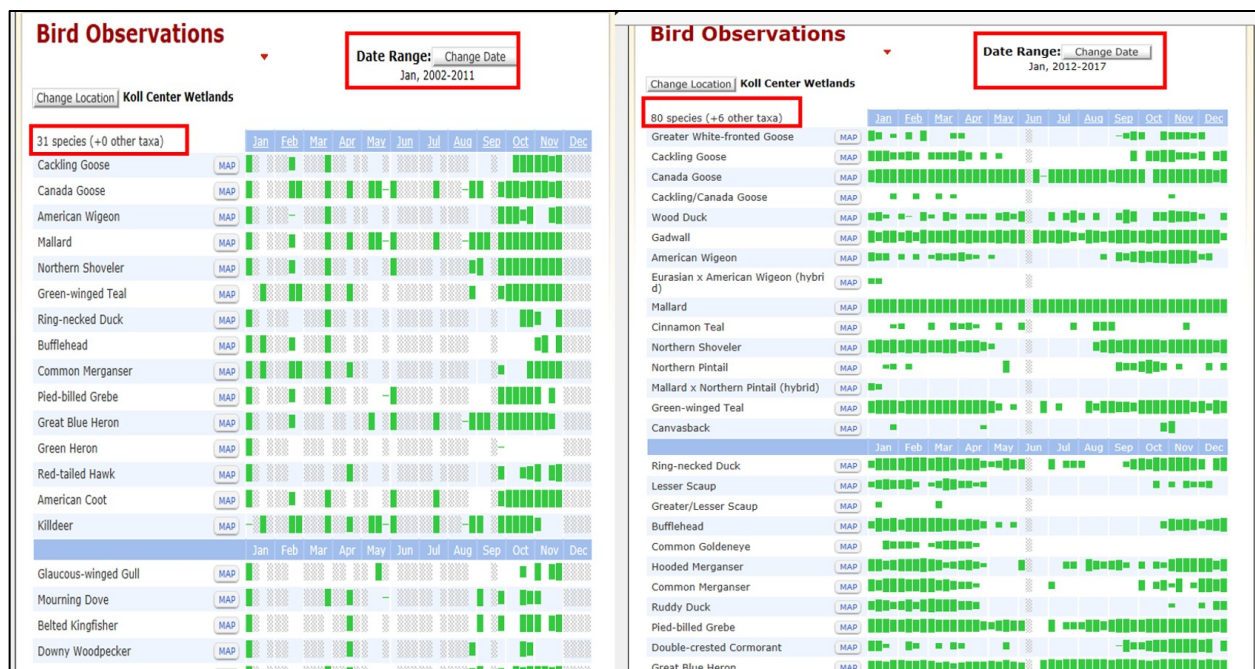 Bird Observations
Date Range: Change Date
Jan, 2002-2011
Change Location Koll Center Wetlands
31 species (+0 other taxa) Jan Feb Mar Apr May Jun Jul Aug Sep Oct Nov Dec
Cackling Goose MAP
Canada Goose MAP
American Wigeon MAP
Mallard MAP
Northern Shoveler MAP
Green-winged Teal MAP
Ring-necked Duck MAP
Bufflehead MAP
Common Merganser MAP
Pied-billed Grebe MAP
Great Blue Heron MAP
Green Heron MAP
Red-tailed Hawk MAP
American Coot MAP
Killdeer MAP
Jan Feb Mar Apr May Jun Jul Aug Sep Oct Nov Dec
Glaucous-winged Gull MAP
Mourning Dove MAP
Belted Kingfisher MAP
Downy Woodpecker MAP
Bird Observations
Date Range: Change Date
Jan, 2012-2017
Change Location Koll Center Wetlands
80 species (+6 other taxa) Jan Feb Mar Apr May Jun Jul Aug Sep Oct Nov Dec
Greater White-fronted Goose MAP
Cackling Goose MAP
Canada Goose MAP
Cackling/Canada Goose MAP
Wood Duck MAP
Gadwall MAP
American Wigeon MAP
Eurasian x American Wigeon (hybri
d) MAP
Mallard MAP
Cinnamon Teal MAP
Northern Shoveler MAP
Northern Pintail MAP
Mallard x Northern Pintail (hybrid) MAP
Green-winged Teal MAP
Canvasback MAP
Jan Feb Mar Apr May Jun Jul Aug Sep Oct Nov Dec
Ring-necked Duck MAP
Lesser Scaup MAP
Greater/Lesser Scaup MAP
Bufflehead MAP
Common Goldeneye MAP
Hooded Merganser MAP
Common Merganser MAP
Ruddy Duck MAP
Pied-billed Grebe MAP
Double-crested Cormorant MAP
Great Blue Heron MAP